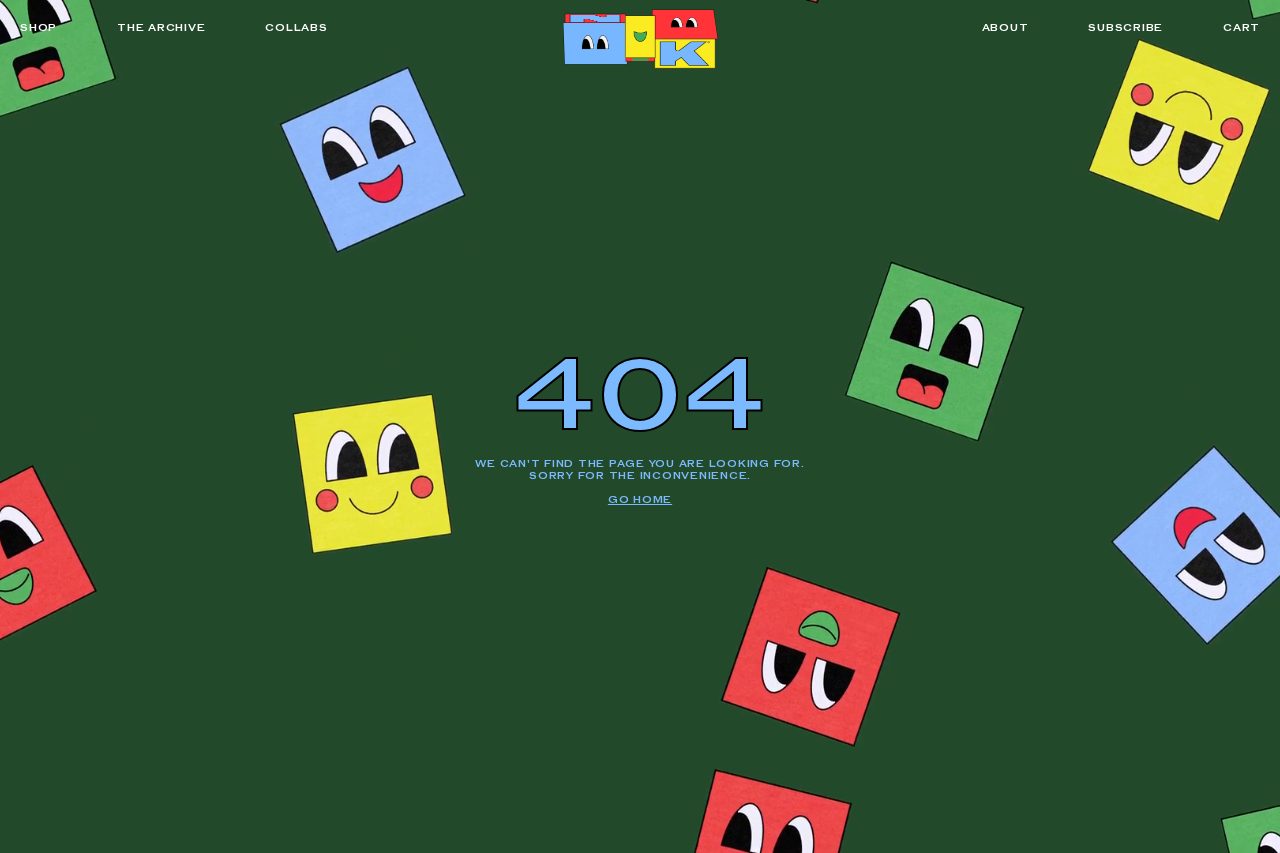 SHOP
THE ARCHIVE
COLLABS
K
ABOUT
SUBSCRIBE
CART
404
WE CAN'T FIND THE PAGE YOU ARE LOOKING FOR.
SORRY FOR THE INCONVENIENCE.
GO HOME